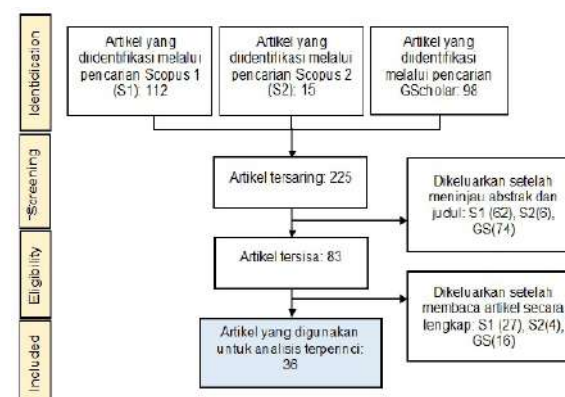 Identidication
Artikel yang
diidentifikasi melalui
pencarian Scopus 1
(S1): 112
Artikel yang
diidentifikasi melalui
pencarian Scopus 2
(S2): 15
Artikel yang
diidentifikasi
melalui pencarian
GScholar: 98
Screening
Artikel tersaring: 225
Dikeluarkan setelah
meninjau abstrak dan
judul: S1 (62), S2(6),
GS(74)
Eligibility
Artikel tersisa: 83
Dikeluarkan setelah
membaca artikel secara
lengkap: S1 (27), S2(4),
GS(16)
Included
Artikel yang digunakan
untuk analisis terperinci:
36